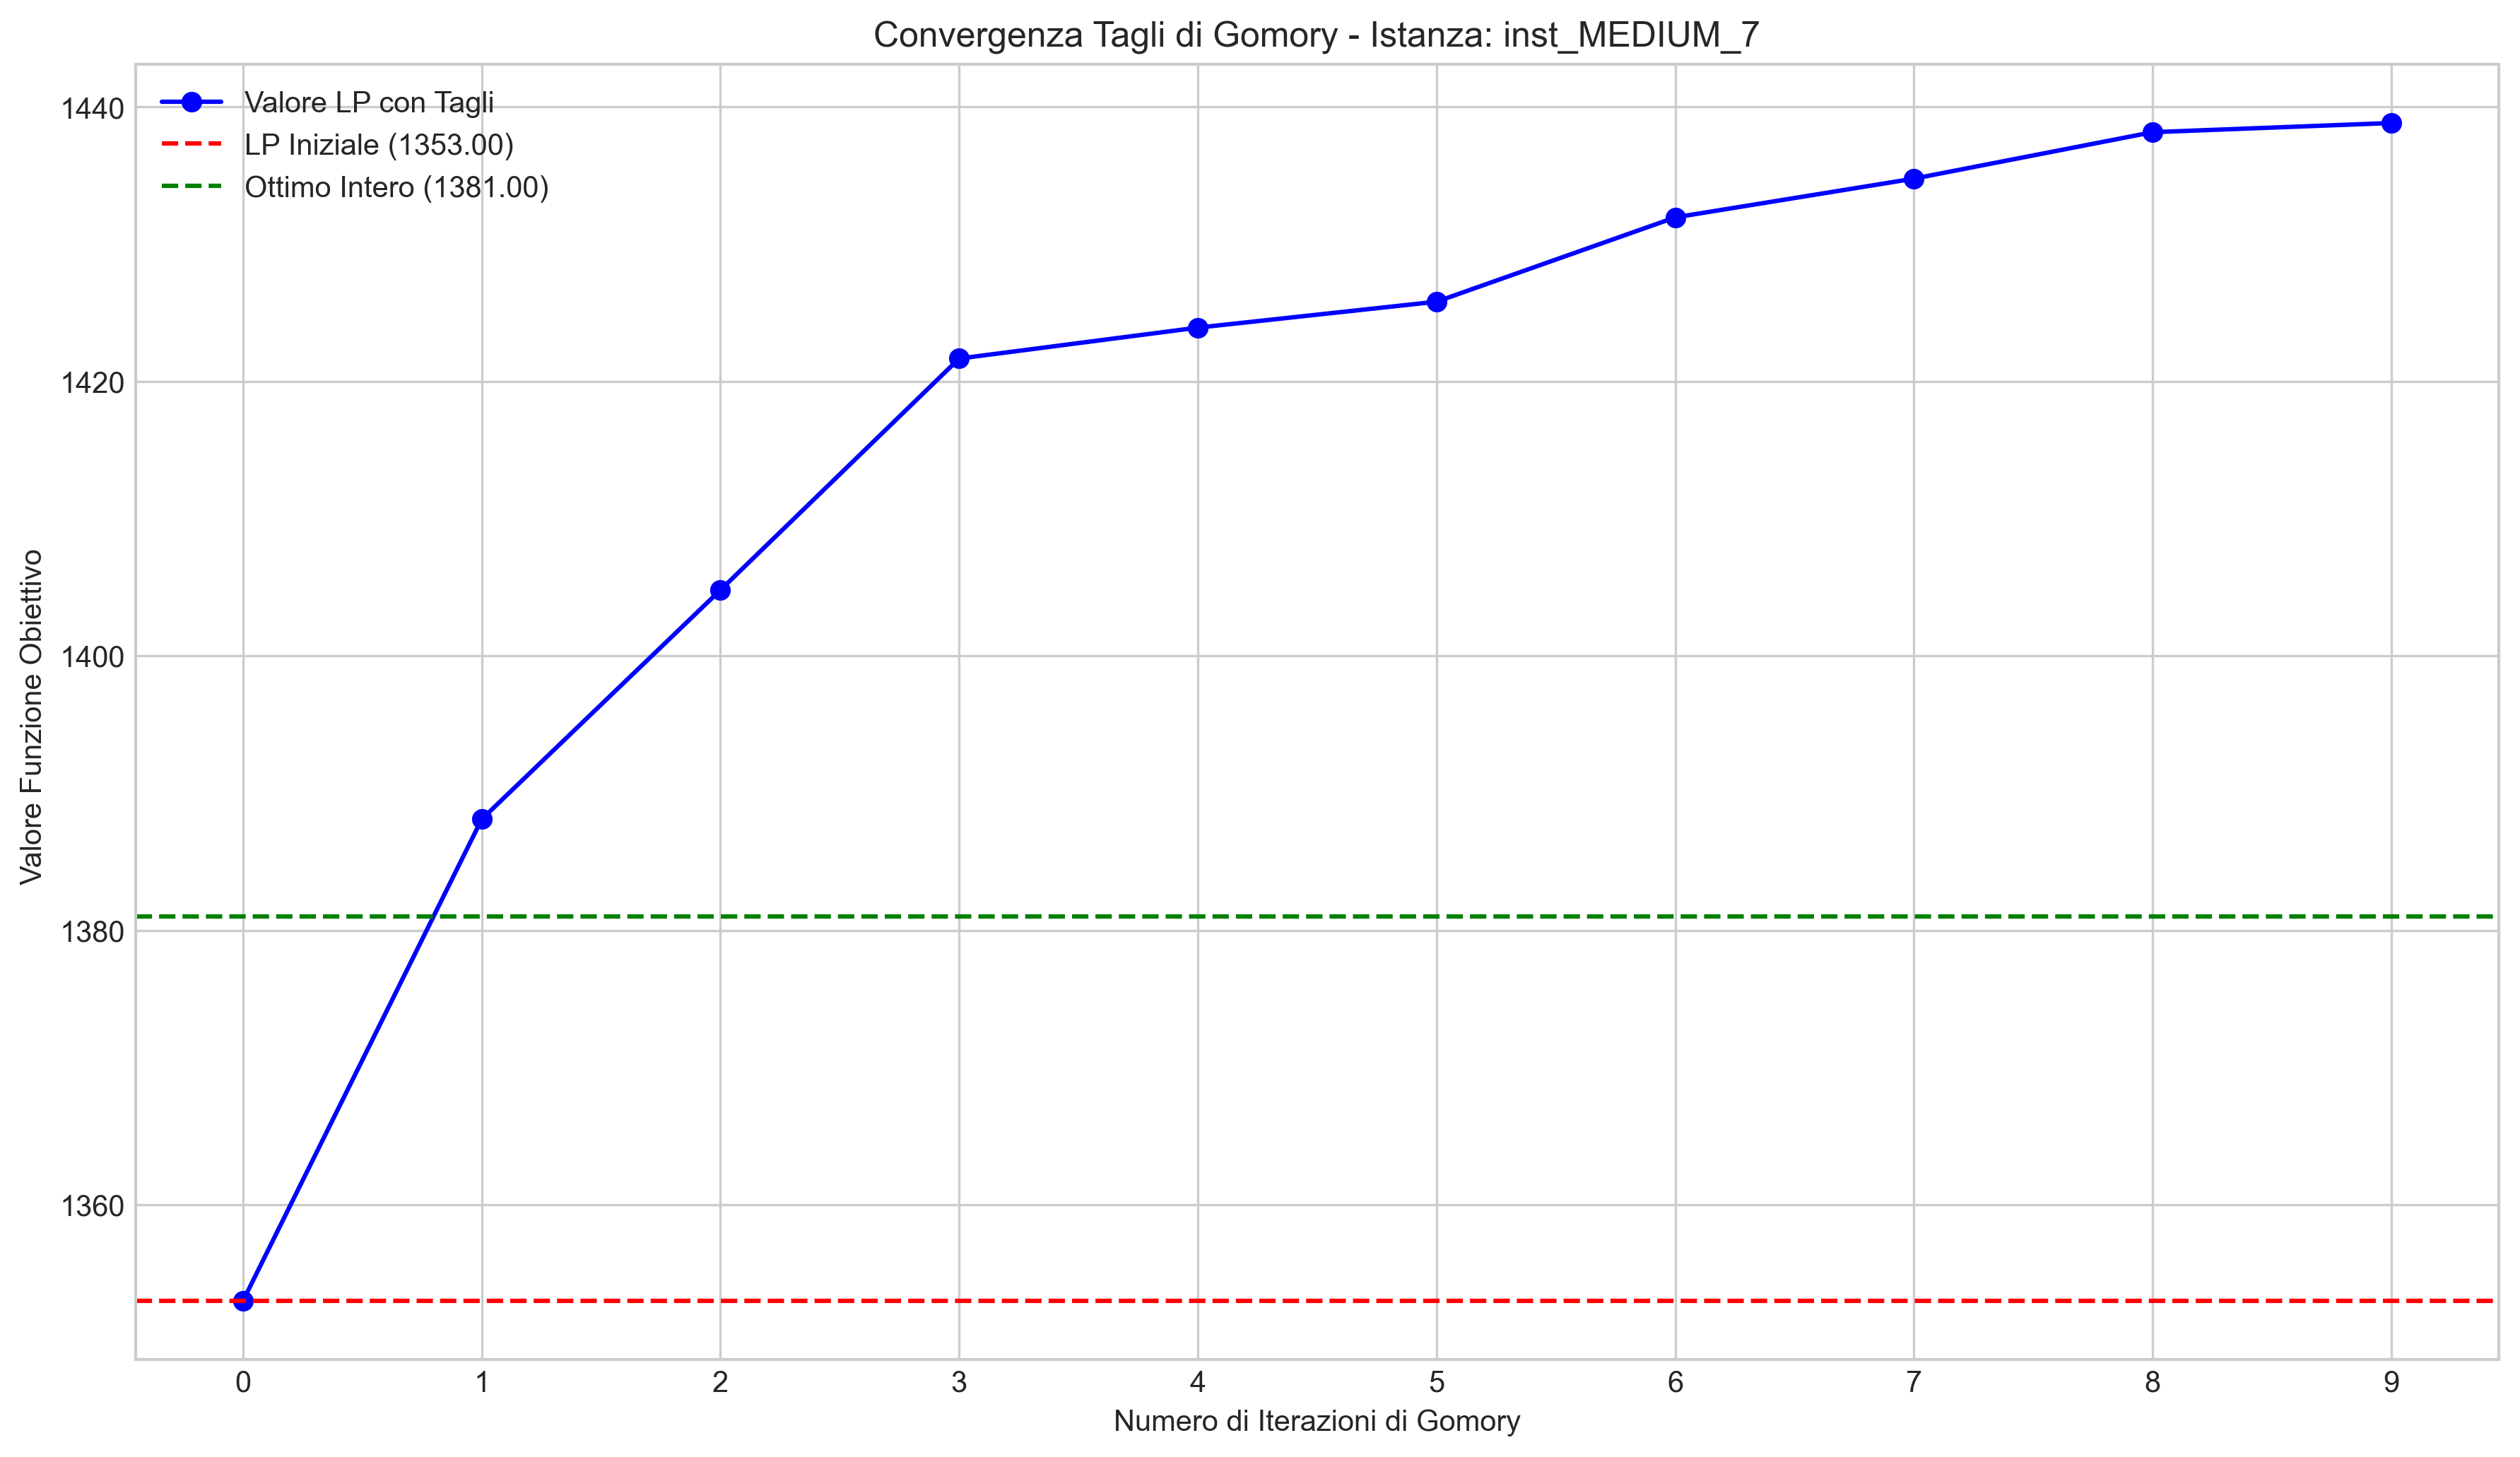 Convergenza Tagli di Gomory - Istanza: inst_MEDIUM_7
Valore LP con Tagli
LP Iniziale (1353.00)
Ottimo Intero (1381.00)
1440
1420
1400
1380
1360
Valore Funzione Obiettivo
0 1 2 3 4 5 6 7 8 9
Numero di Iterazioni di Gomory